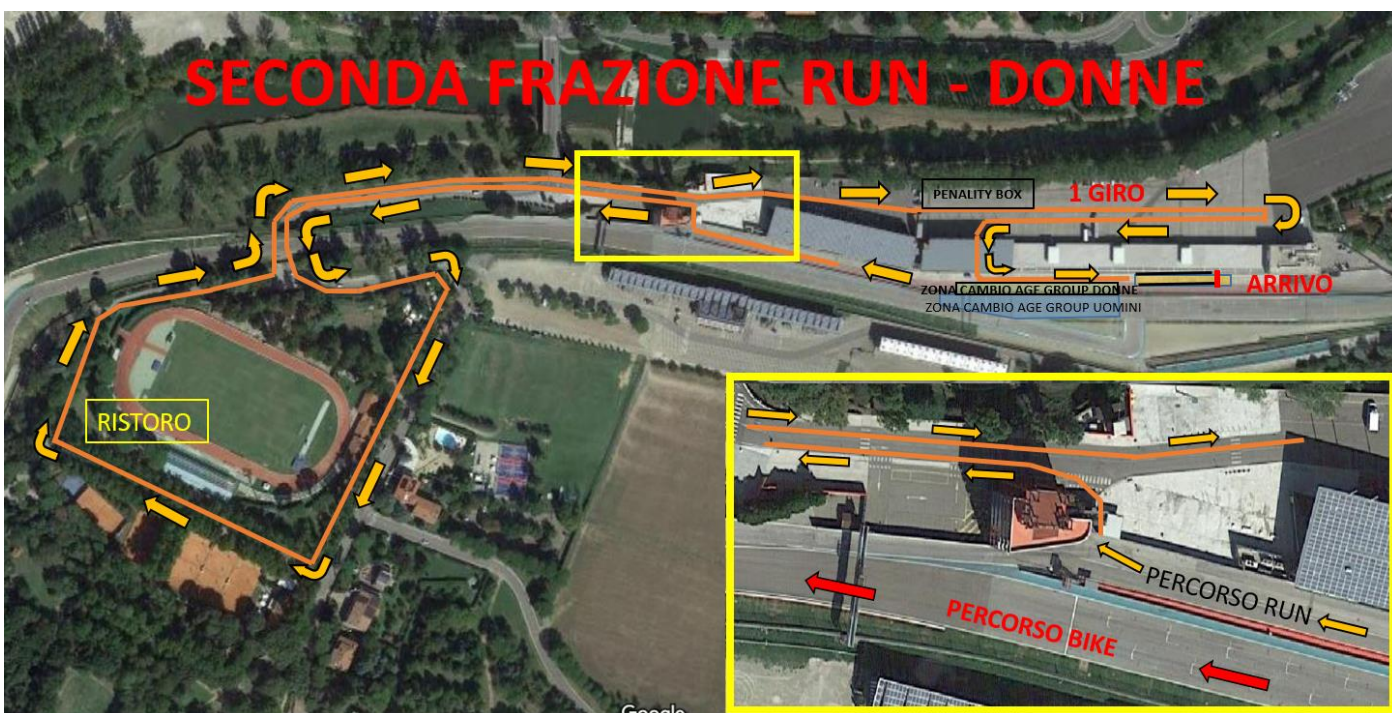 SECONDA FRAZIONE RUN - DONNE
PENALITY BOX
1 GIRO
ARRIVO
ZONA CAMBIO AGE GROUP DONNE
ZONA CAMBIO AGE GROUP UOMINI
RISTORO
PERCORSO RUN
PERCORSO BIKE
Google